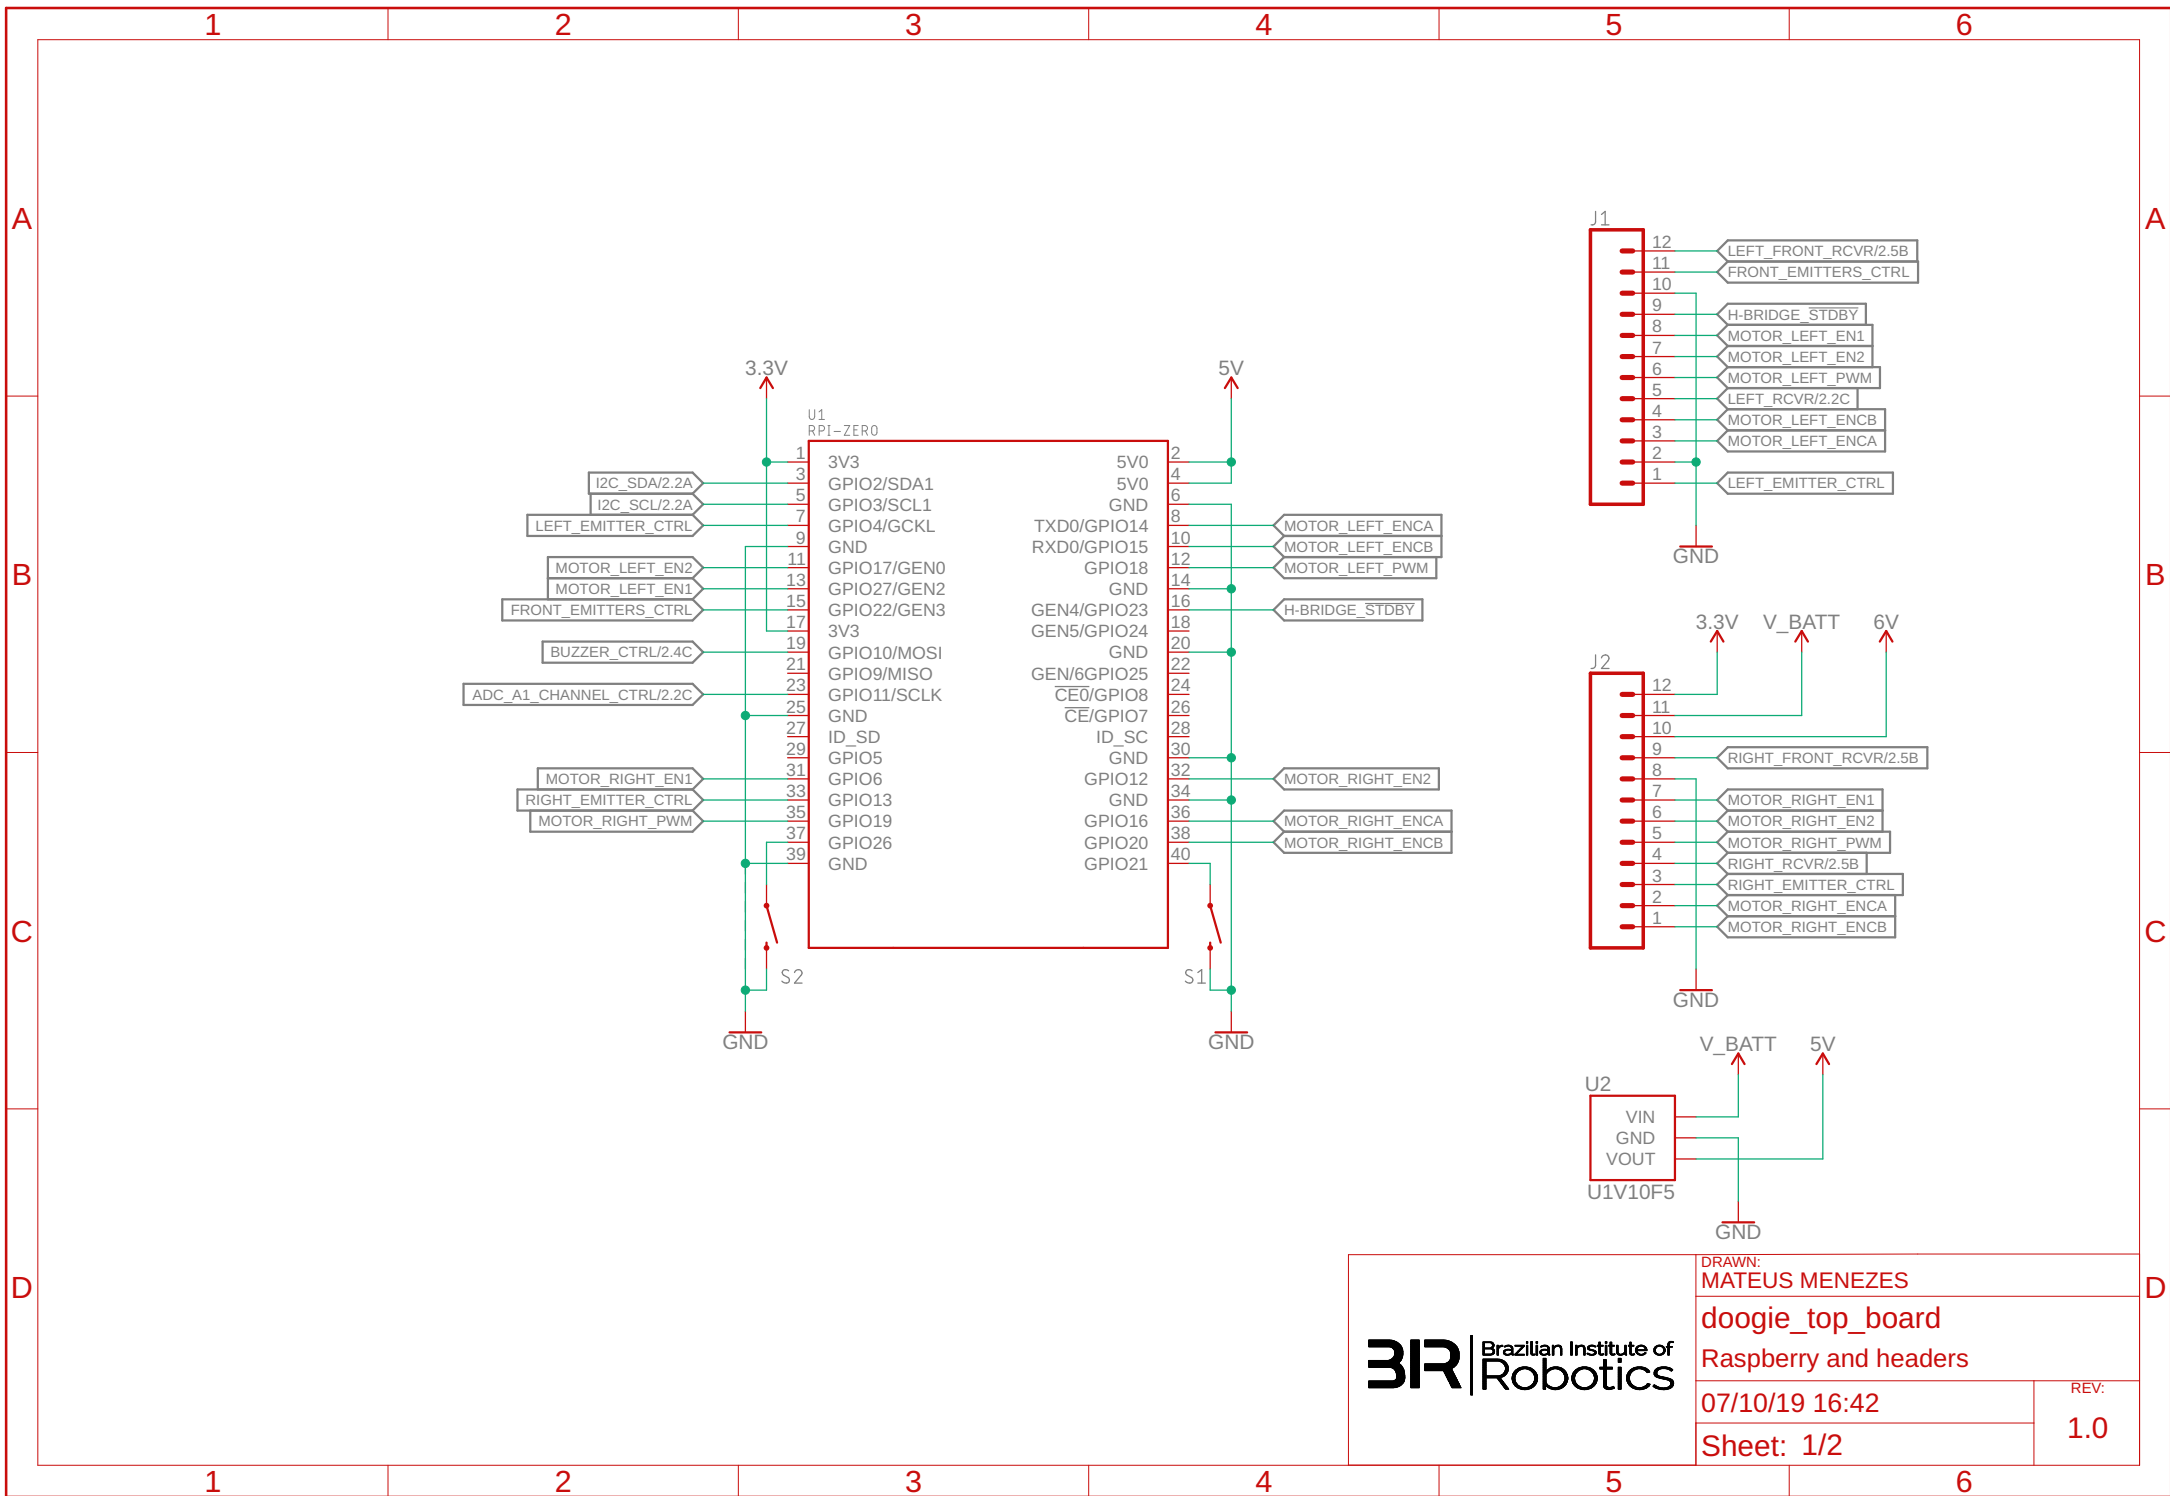 1 2 3 4 5 6
A A
B B
C C
D D
3.3V
5V
U1
RPI-ZERO
1 3V3
I2C_SDA/2.2A 3 GPIO2/SDA1
I2C_SCL/2.2A 5 GPIO3/SCL1
LEFT_EMITTER_CTRL 7 GPIO4/GCKL
9 GND
MOTOR_LEFT_EN2 11 GPIO17/GEN0
MOTOR_LEFT_EN1 13 GPIO27/GEN2
FRONT_EMITTERS_CTRL 15 GPIO22/GEN3
17 3V3
BUZZER_CTRL/2.4C 19 GPIO10/MOSI
21 GPIO9/MISO
ADC_A1_CHANNEL_CTRL/2.2C 23 GPIO11/SCLK
25 GND
27 ID_SD
29 GPIO5
MOTOR_RIGHT_EN1 31 GPIO6
RIGHT_EMITTER_CTRL 33 GPIO13
MOTOR_RIGHT_PWM 35 GPIO19
37 GPIO26
39 GND
5V0 2
5V0 4
GND 6
TXD0/GPIO14 8 MOTOR_LEFT_ENCA
RXD0/GPIO15 10 MOTOR_LEFT_ENCB
GPIO18 12 MOTOR_LEFT_PWM
GND 14
GEN4/GPIO23 16 H-BRIDGE_STDBY
GEN5/GPIO24 18
GND 20
GEN/6GPIO25 22
CE0/GPIO8 24
CE/GPIO7 26
ID_SC 28
GND 30
GPIO12 32 MOTOR_RIGHT_EN2
GND 34
GPIO16 36 MOTOR_RIGHT_ENCA
GPIO20 38 MOTOR_RIGHT_ENCB
GPIO21 40
S2
S1
GND
GND
J1
12 LEFT_FRONT_RCVR/2.5B
11 FRONT_EMITTERS_CTRL
10
9 H-BRIDGE_STDBY
8 MOTOR_LEFT_EN1
7 MOTOR_LEFT_EN2
6 MOTOR_LEFT_PWM
5 LEFT_RCVR/2.2C
4 MOTOR_LEFT_ENCB
3 MOTOR_LEFT_ENCA
2
1 LEFT_EMITTER_CTRL
GND
3.3V V_BATT 6V
J2
12
11
10
9 RIGHT_FRONT_RCVR/2.5B
8
7 MOTOR_RIGHT_EN1
6 MOTOR_RIGHT_EN2
5 MOTOR_RIGHT_PWM
4 RIGHT_RCVR/2.5B
3 RIGHT_EMITTER_CTRL
2 MOTOR_RIGHT_ENCA
1 MOTOR_RIGHT_ENCB
GND
V_BATT 5V
U2
VIN
GND
VOUT
U1V10F5
GND
BIR
Brazilian Institute of
Robotics
DRAWN:
MATEUS MENEZES
doogie_top_board
Raspberry and headers
07/10/19 16:42
REV:
1.0
Sheet: 1/2
1 2 3 4 5 6